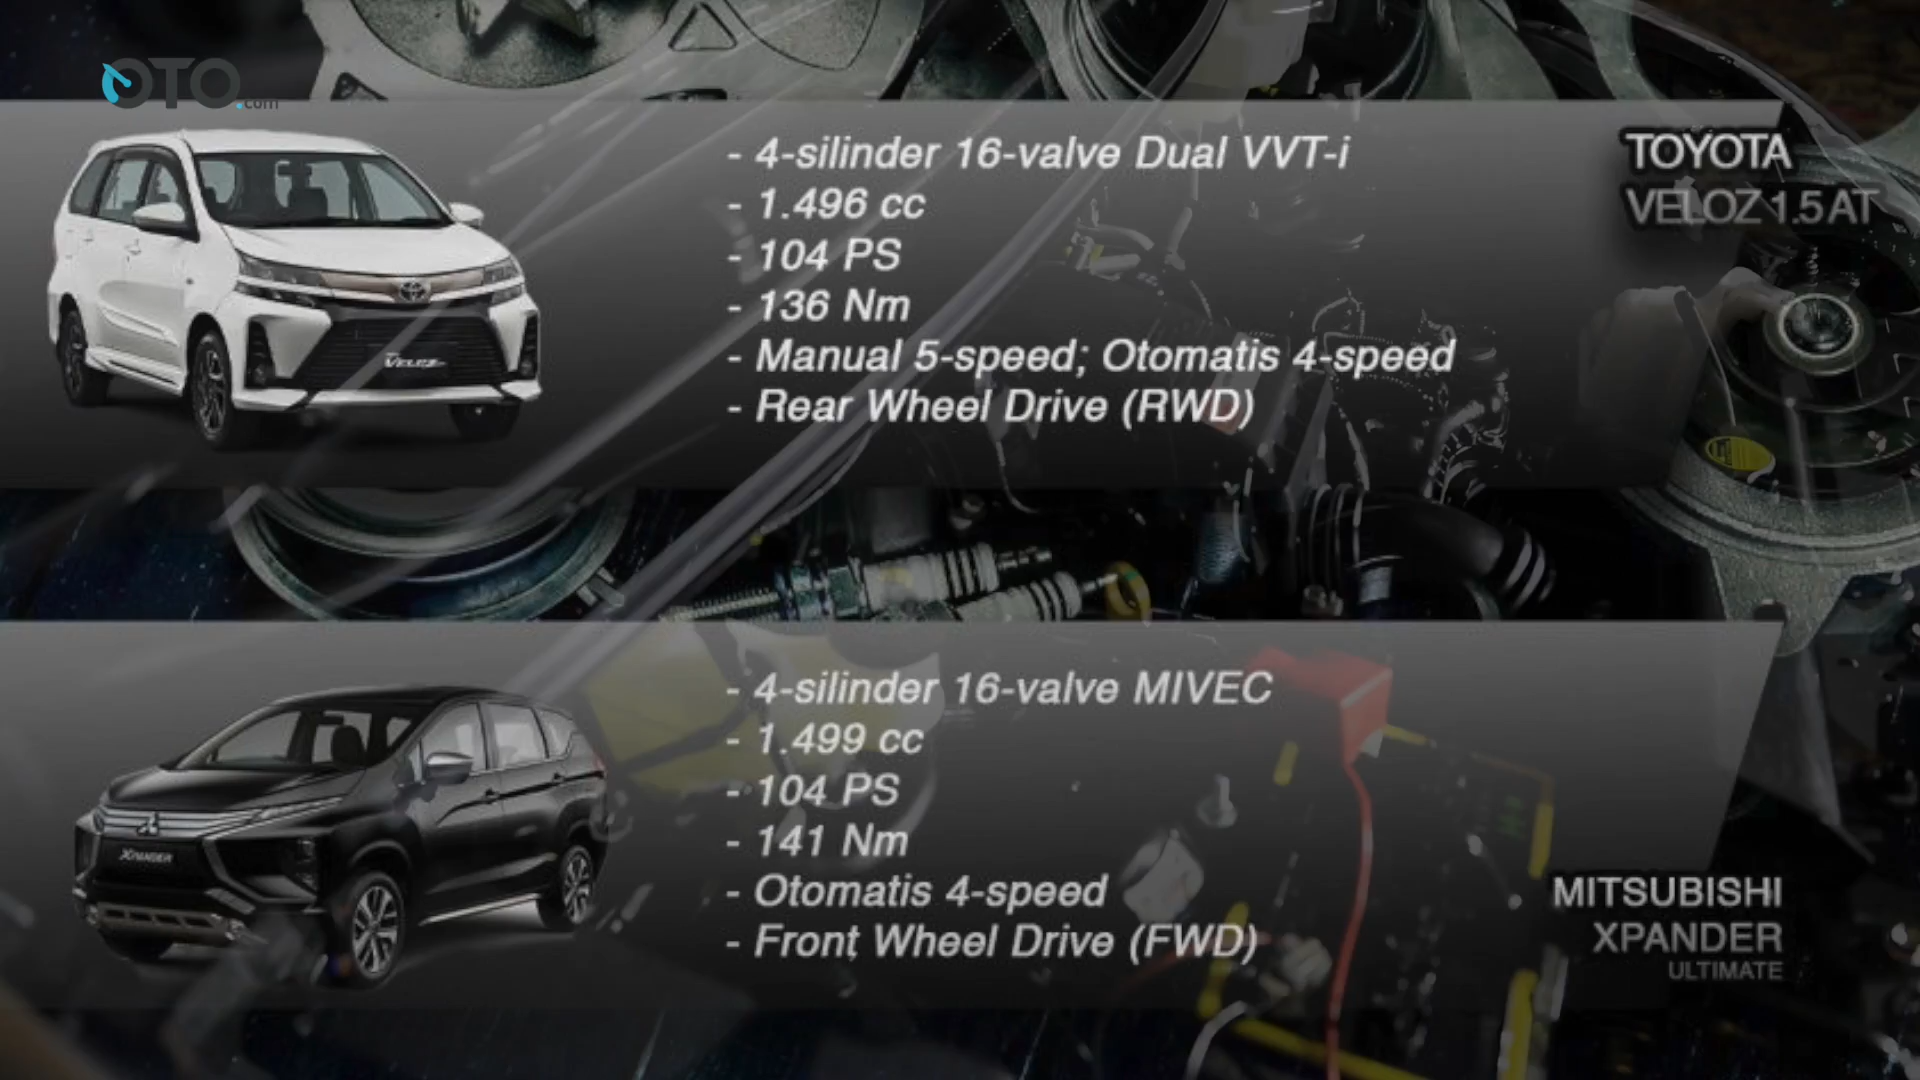 OTO.com
- 4-silinder 16-valve Dual VVT-i
- 1.496 cc
- 104 PS
- 136 Nm
- Manual 5-speed; Otomatis 4-speed
- Rear Wheel Drive (RWD)
TOYOTA
VELOZ 1.5 AT
VELOZ
- 4-silinder 16-valve MIVEC
- 1.499 cc
- 104 PS
- 141 Nm
- Otomatis 4-speed
- Front Wheel Drive (FWD)
XPANDER
MITSUBISHI
XPANDER
ULTIMATE